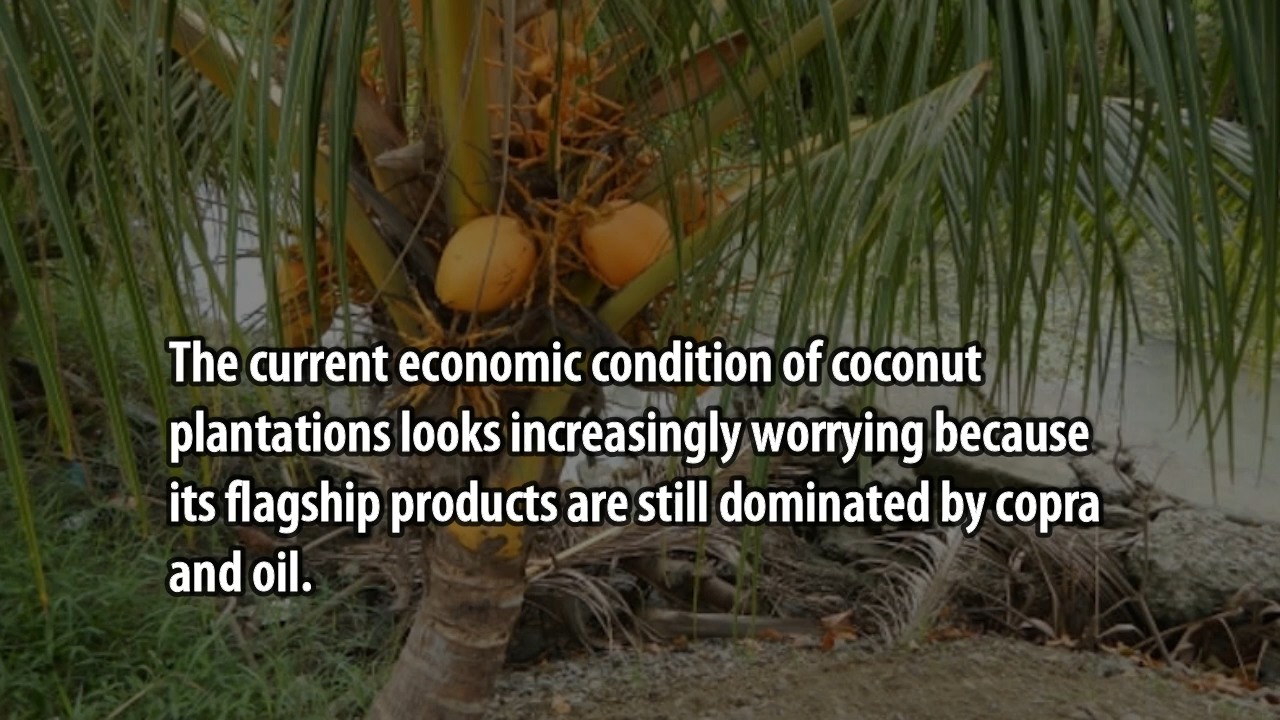 The current economic condition of coconut
plantations looks increasingly worrying because
its flagship products are still dominated by copra
and oil.